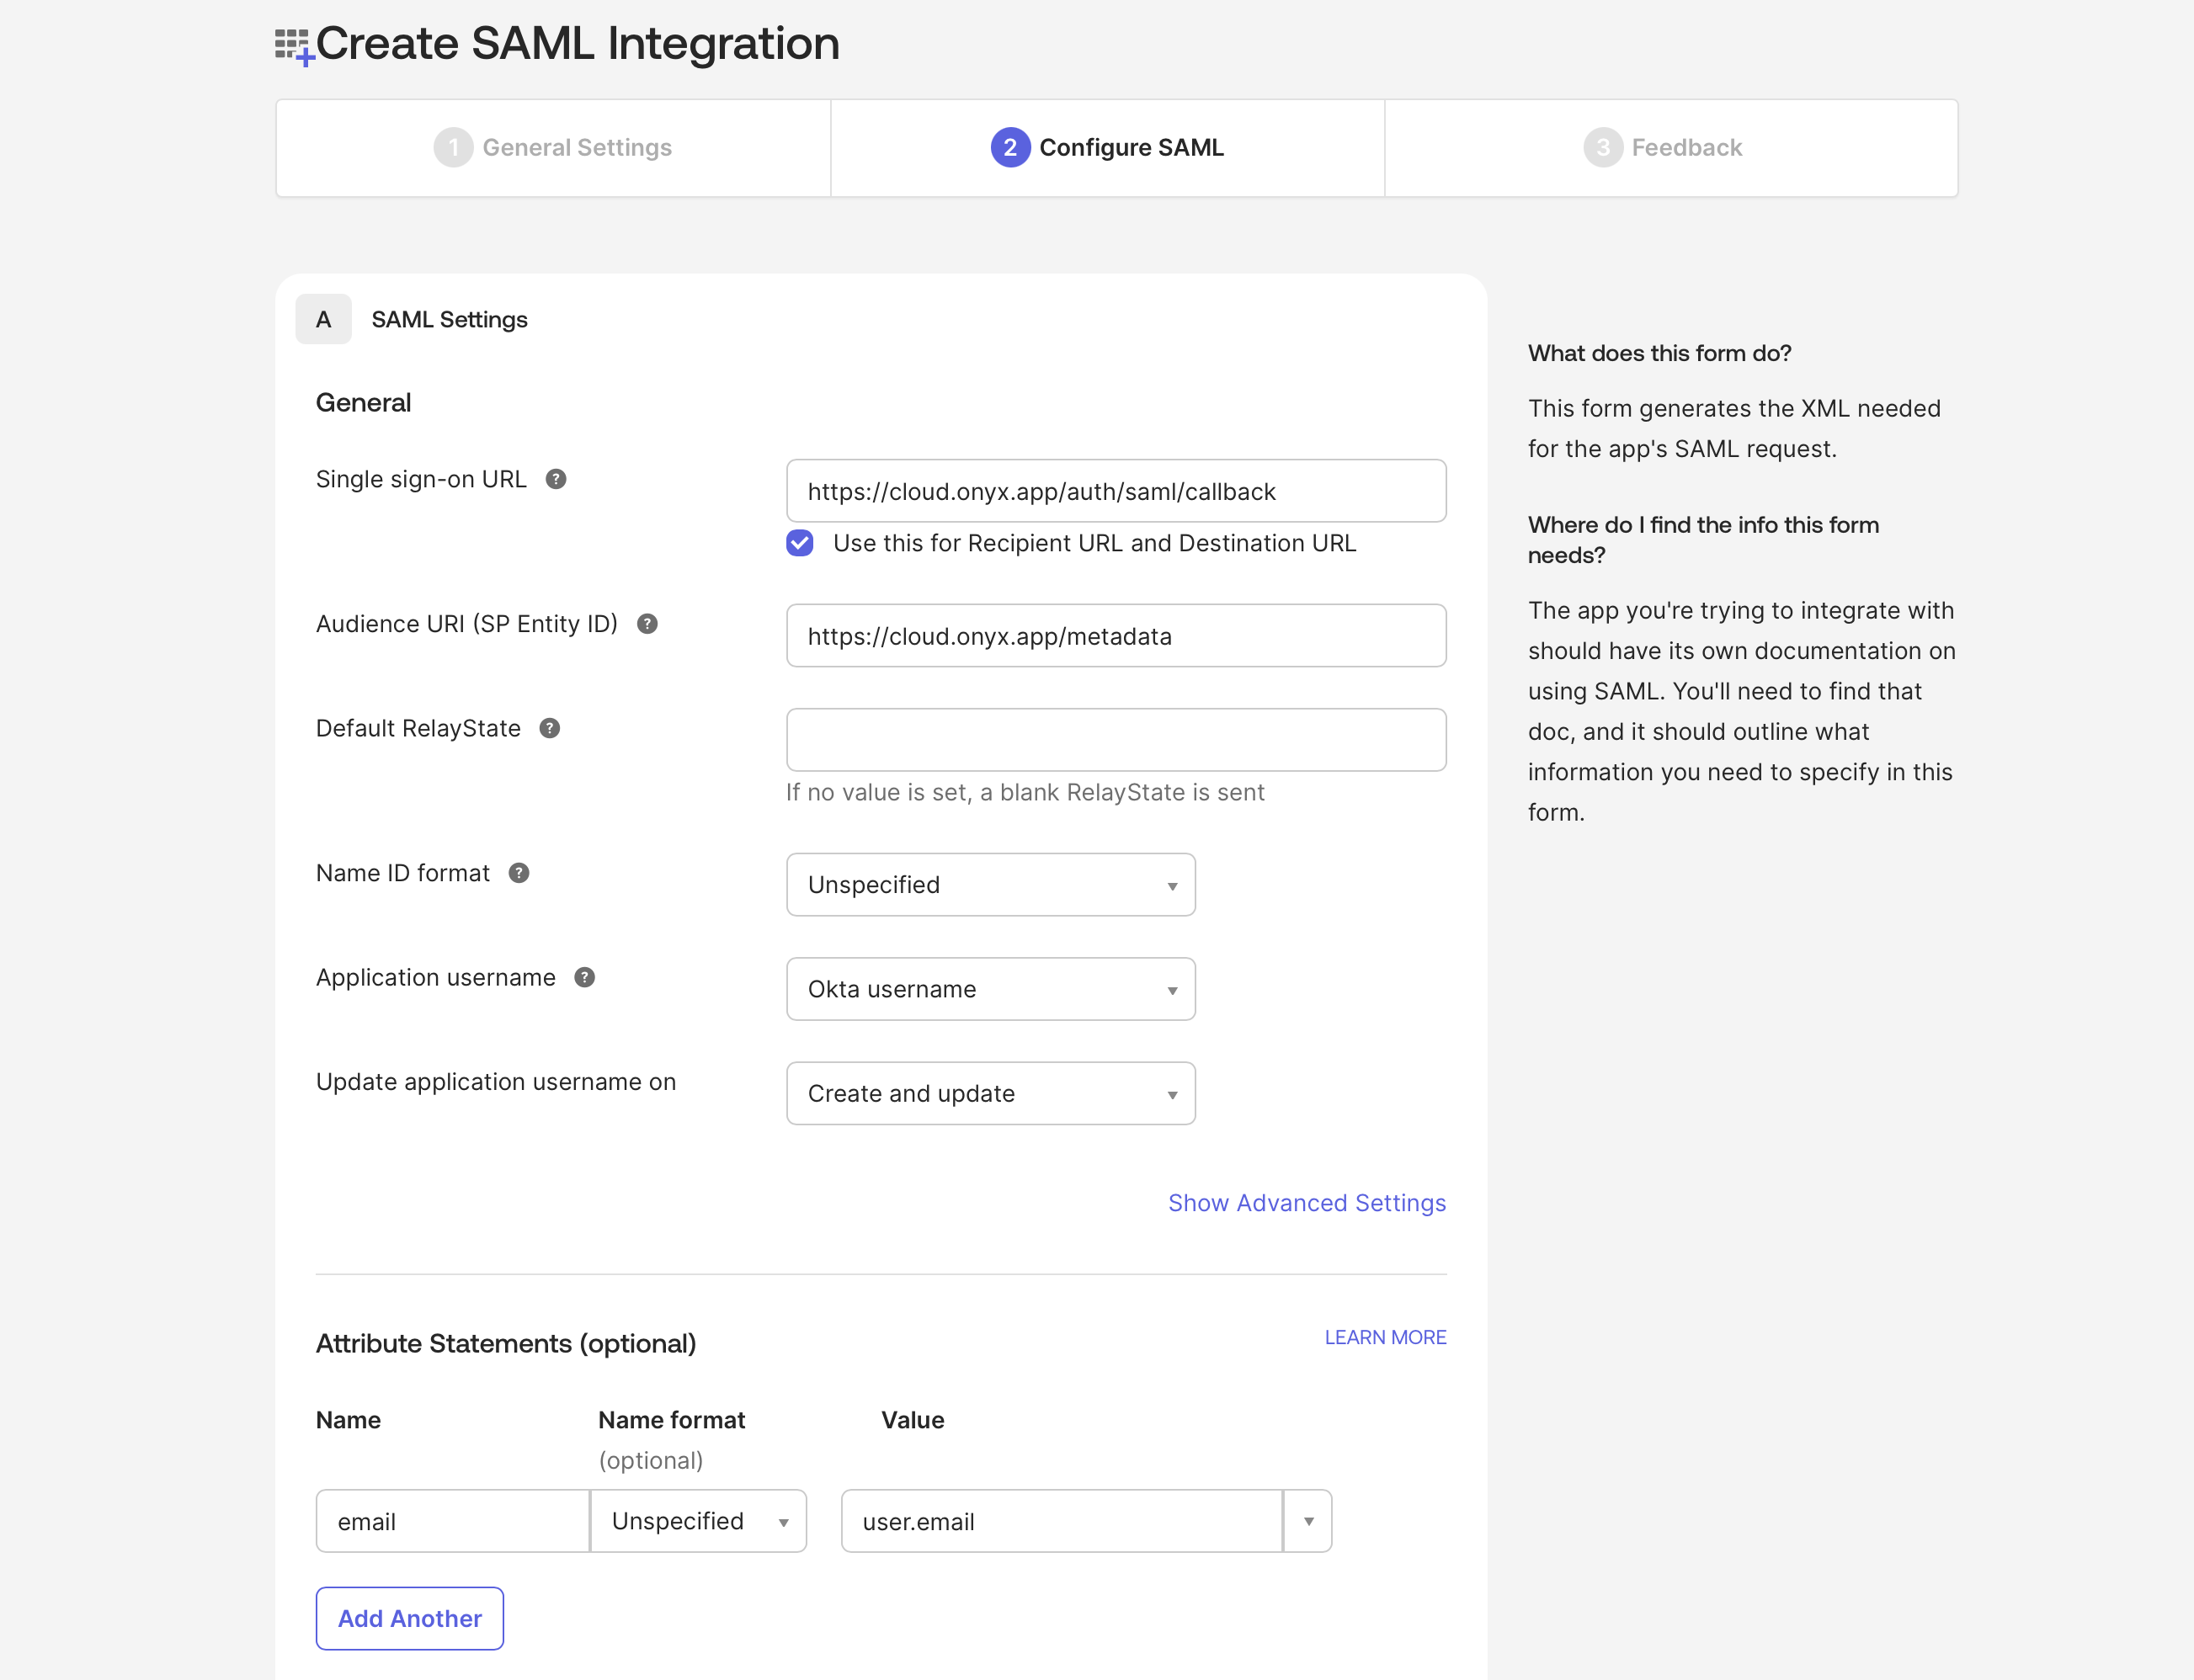 Create SAML Integration
1 General Settings
2 Configure SAML
3 Feedback
A SAML Settings
General
Single sign-on URL ?
https://cloud.onyx.app/auth/saml/callback
Use this for Recipient URL and Destination URL
Audience URI (SP Entity ID) ?
https://cloud.onyx.app/metadata
Default RelayState ?
If no value is set, a blank RelayState is sent
Name ID format ?
Unspecified
Application username ?
Okta username
Update application username on
Create and update
Show Advanced Settings
Attribute Statements (optional)
LEARN MORE
Name
Name format
(optional)
Value
email
Unspecified
user.email
Add Another
What does this form do?
This form generates the XML needed
for the app's SAML request.
Where do I find the info this form
needs?
The app you're trying to integrate with
should have its own documentation on
using SAML. You'll need to find that
doc, and it should outline what
information you need to specify in this
form.